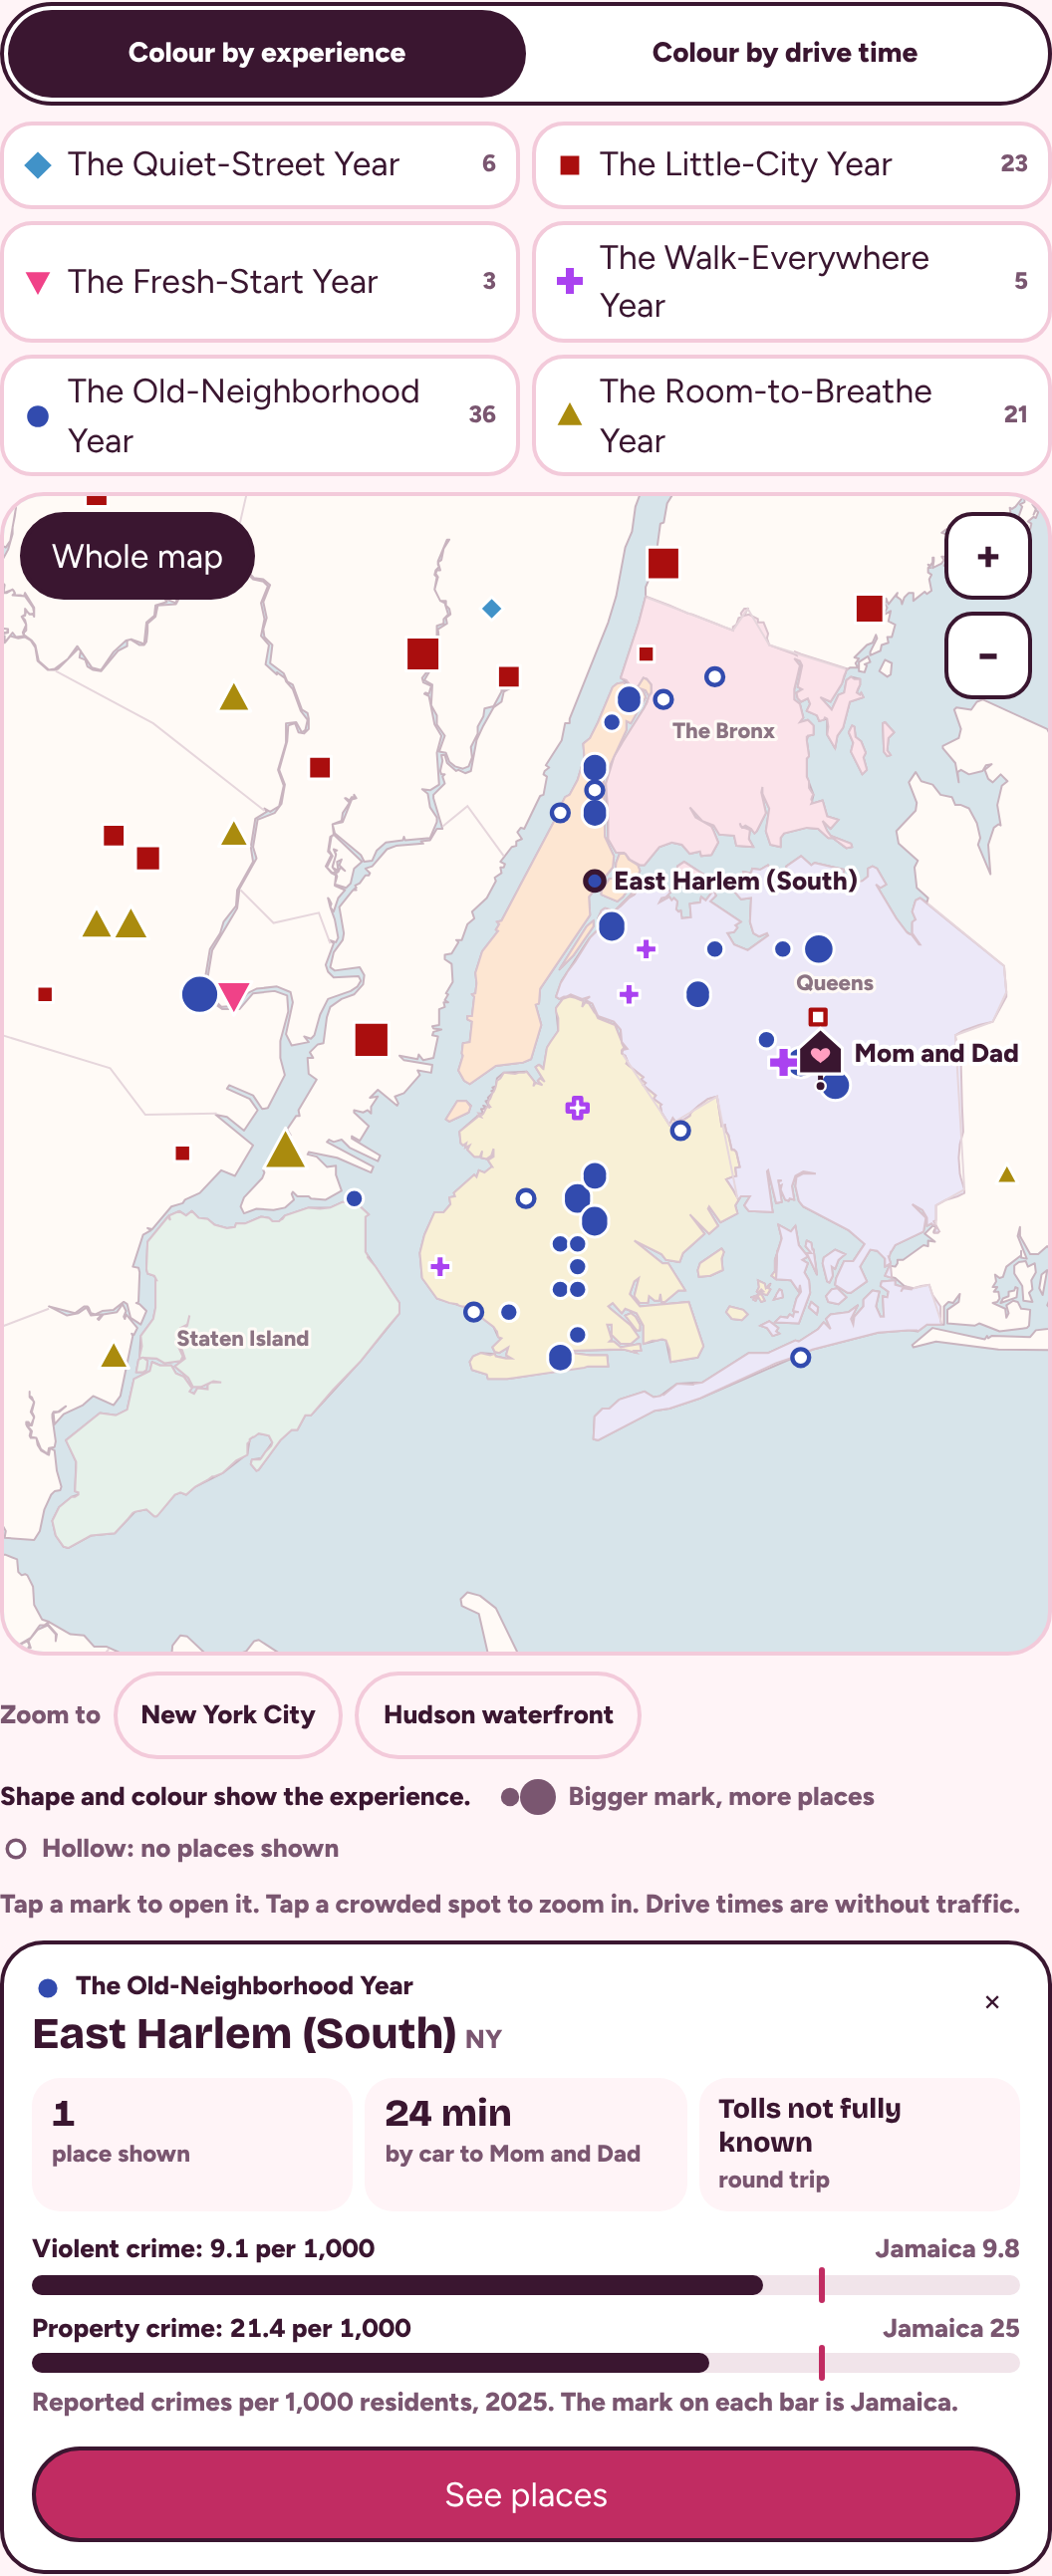 Colour by experience
Colour by drive time
The Quiet-Street Year 6
The Little-City Year 23
The Fresh-Start Year 3
The Walk-Everywhere
Year 5
The Old-Neighborhood
Year 36
The Room-to-Breathe
Year 21
Whole map
+
-
The Bronx
East Harlem (South)
Queens
Mom and Dad
Staten Island
Zoom to
New York City
Hudson waterfront
Shape and colour show the experience.
Bigger mark, more places
Hollow: no places shown
Tap a mark to open it. Tap a crowded spot to zoom in. Drive times are without traffic.
The Old-Neighborhood Year
×
East Harlem (South) NY
1
place shown
24 min
by car to Mom and Dad
Tolls not fully
known
round trip
Violent crime: 9.1 per 1,000
Jamaica 9.8
Property crime: 21.4 per 1,000
Jamaica 25
Reported crimes per 1,000 residents, 2025. The mark on each bar is Jamaica.
See places